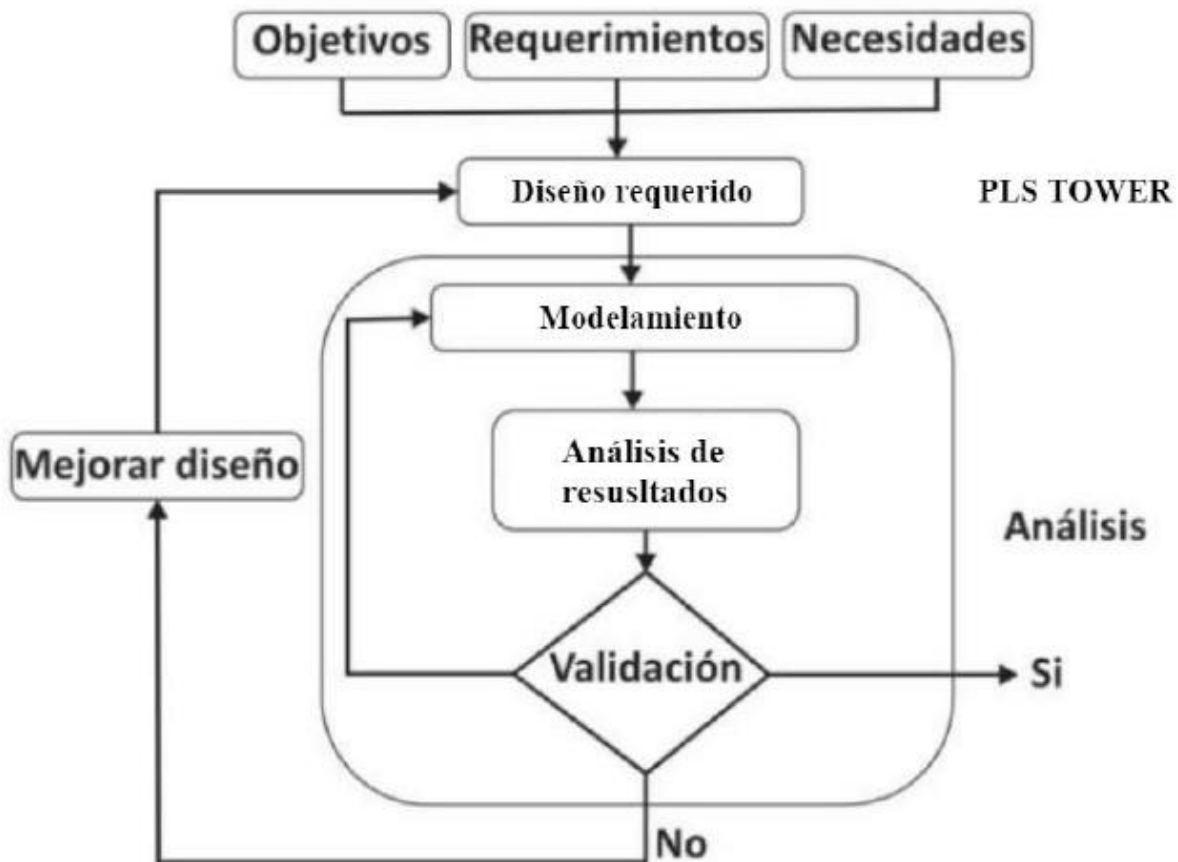 Objetivos
Requerimientos
Necesidades
Diseño requerido
PLS TOWER
Modelamiento
Mejorar diseño
Análisis de
resusltados
Análisis
Validación
Si
No